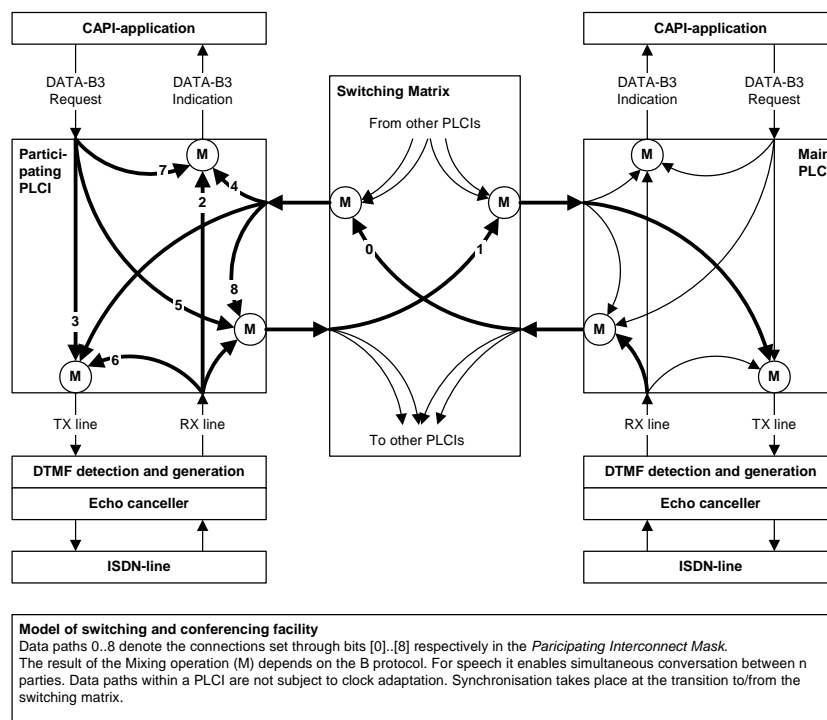 CAPI-application
CAPI-application
DATA-B3
Request
DATA-B3
Indication
Switching Matrix
DATA-B3
Indication
DATA-B3
Request
From other PLCIs
Partici-
pating
PLCI
M
7
4
2
M
M
M
Main
PLC
0
1
8
5
3
M
M
6
M
M
TX line
RX line
To other PLCIs
RX line
TX line
DTMF detection and generation
DTMF detection and generation
Echo canceller
Echo canceller
ISDN-line
ISDN-line
Model of switching and conferencing facility
Data paths 0..8 denote the connections set through bits [0]..[8] respectively in the Paricipating Interconnect Mask.
The result of the Mixing operation (M) depends on the B protocol. For speech it enables simultaneous conversation between n
parties. Data paths within a PLCI are not subject to clock adaptation. Synchronisation takes place at the transition to/from the
switching matrix.